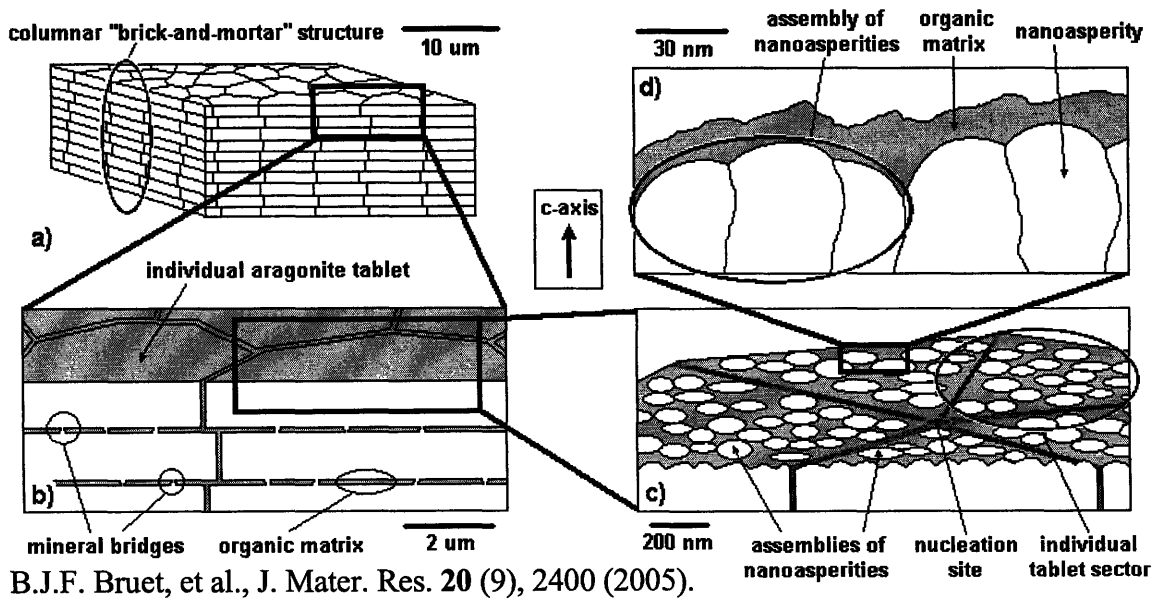 columnar "brick-and-mortar" structure
10 um
a)
individual aragonite tablet
b)
mineral bridges
organic matrix
2 um
c-axis
30 nm
assembly of
nanoasperities
organic
matrix
nanoasperity
d)
c)
200 nm
assemblies of
nanoasperities
nucleation
site
individual
tablet sector
B.J.F. Bruet, et al., J. Mater. Res. 20 (9), 2400 (2005).